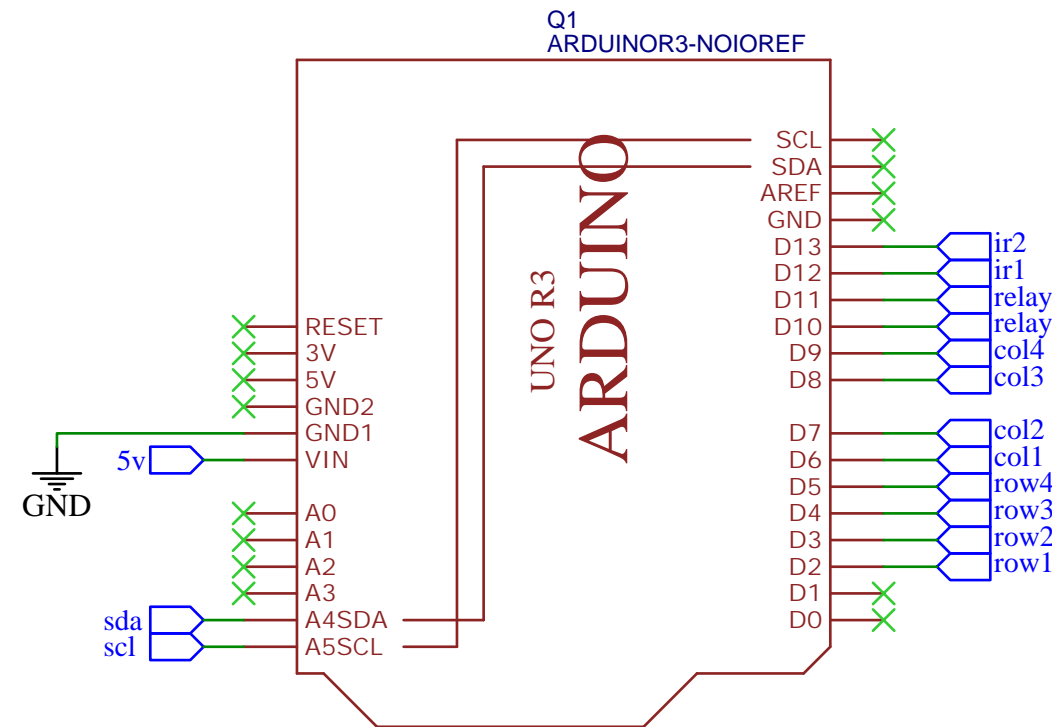 Q1
ARDUINOR3-NOIOREF
SCL
SDA
AREF
GND
D13 ir2
D12 ir1
D11 relay
D10 relay
D9 col4
D8 col3
D7 col2
D6 col1
D5 row4
D4 row3
D3 row2
D2 row1
D1
D0
UNO R3
ARDUINO
RESET
3V
5V
GND2
GND1
5v VIN
GND
A0
A1
A2
A3
sda A4SDA
scl A5SCL